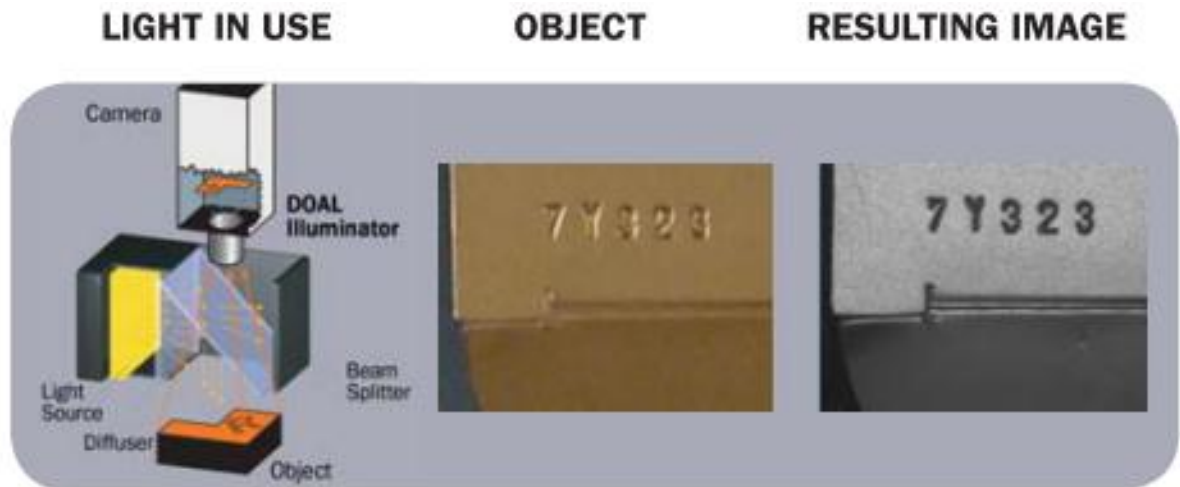 LIGHT IN USE
OBJECT
RESULTING IMAGE
Camera
DOAL
Illuminator
7Y323
7Y323
Light
Source
Beam
Splitter
Diffuser
Object